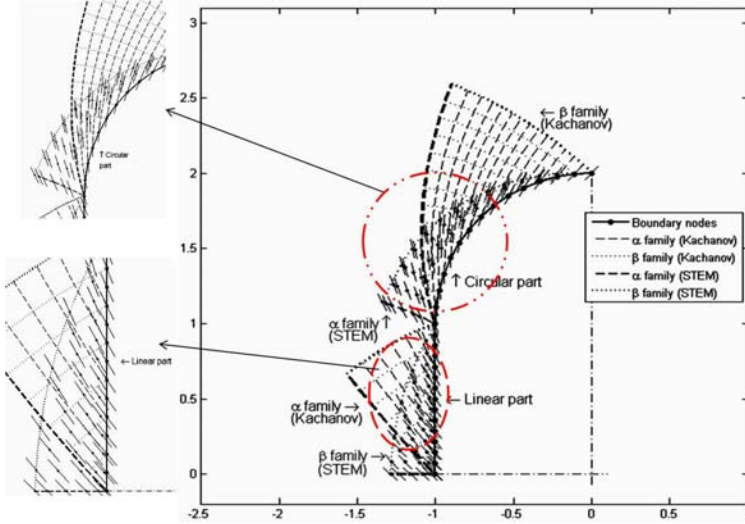 ↑ Circular
part
← Linear part
3
2.5
2
1.5
1
0.5
0
-2.5
-2
-1.5
-1
-0.5
0
0.5
← β family
(Kachanov)
↑ Circular part
α family ↑
(STEM)
← Linear part
α family →
(Kachanov)
β family →
(STEM)
Boundary nodes
α family (Kachanov)
β family (Kachanov)
α family (STEM)
β family (STEM)